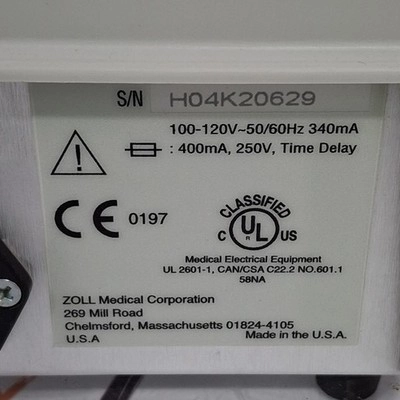 S/N H04K20629
100-120V~50/60Hz 340mA
: 400mA, 250V, Time Delay
CE 0197
CLASSIFIED
C UL US
Medical Electrical Equipment
UL 2601-1, CAN/CSA C22.2 NO.601.1
58NA
ZOLL Medical Corporation
269 Mill Road
Chelmsford, Massachusetts 01824-4105
U.S.A Made in the U.S.A.